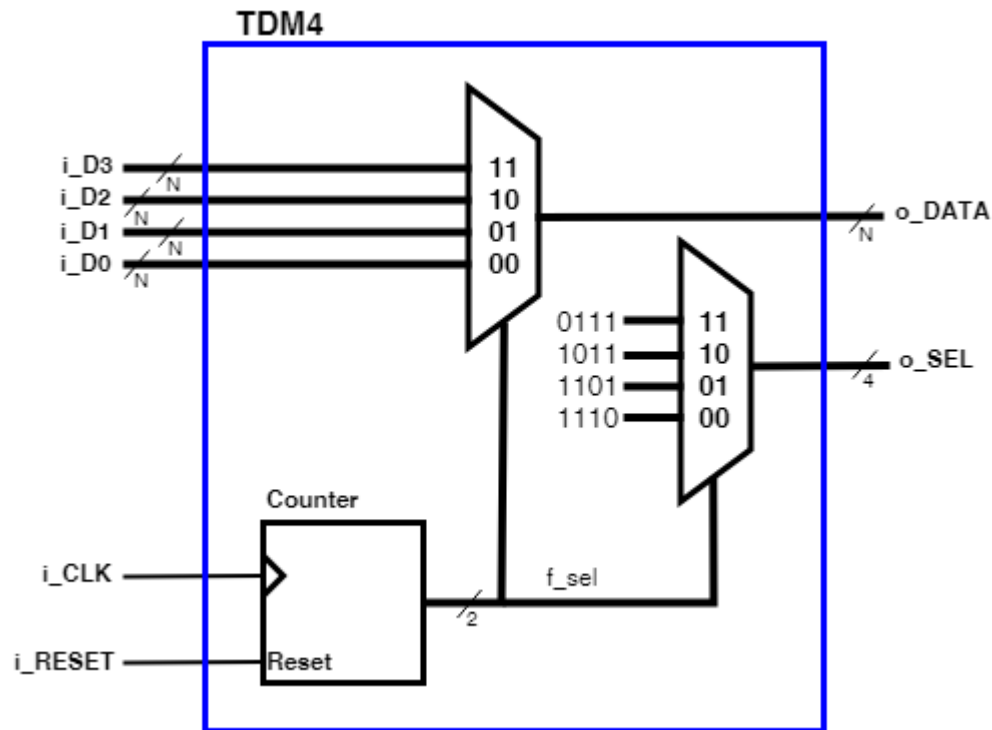 TDM4
i_D3 N 11
i_D2 N 10
i_D1 N 01
i_D0 N 00
N o_DATA
0111 11
1011 10
1101 01
1110 00
4 o_SEL
Counter
i_CLK
f_sel
2
i_RESET Reset